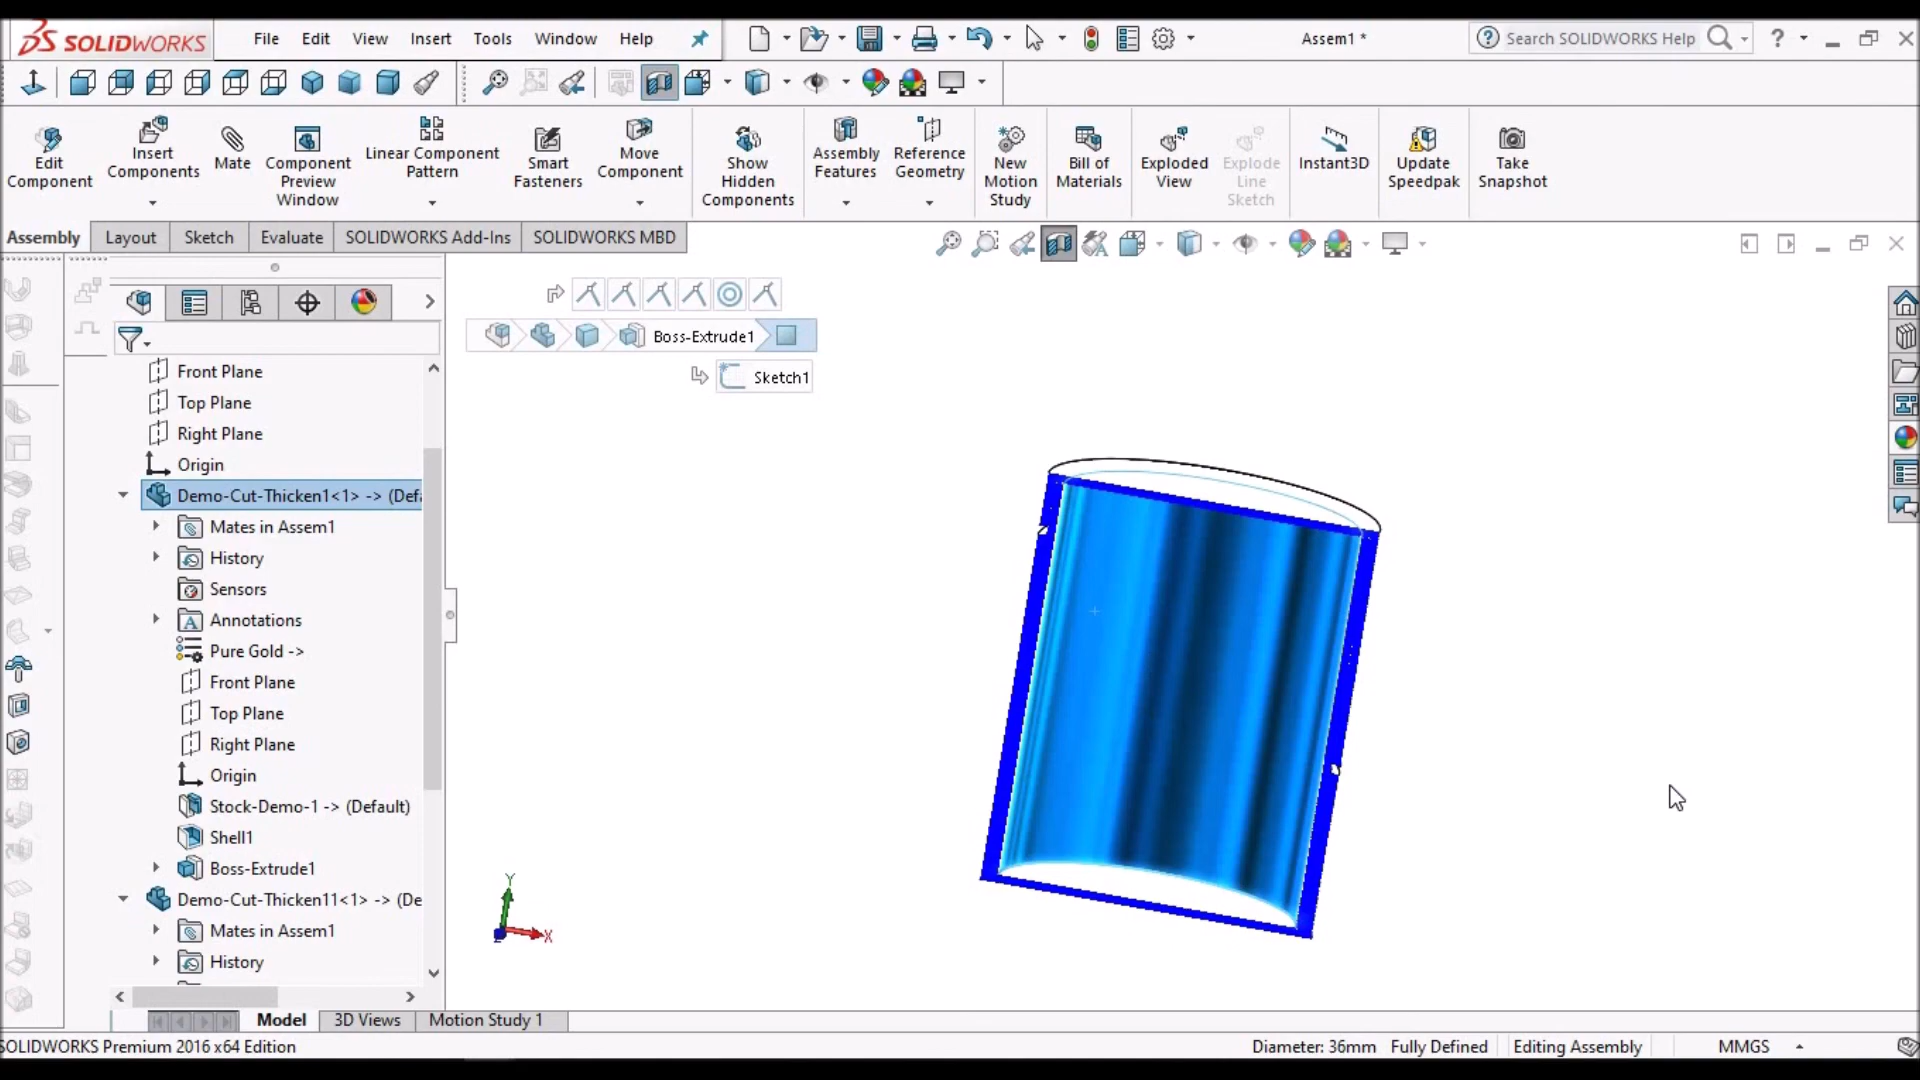 SOLIDWORKS File Edit View Insert Tools Window Help Assem1 * Search SOLIDWORKS Help
Edit Component
Insert Components
Mate
Component Preview Window
Linear Component Pattern
Smart Fasteners
Move Component
Show Hidden Components
Assembly Features
Reference Geometry
New Motion Study
Bill of Materials
Exploded View
Explode Line Sketch
Instant3D
Update Speedpak
Take Snapshot
Assembly Layout Sketch Evaluate SOLIDWORKS Add-Ins SOLIDWORKS MBD
Boss-Extrude1
Sketch1
Front Plane
Top Plane
Right Plane
Origin
Demo-Cut-Thicken1<1> -> (Defa
Mates in Assem1
History
Sensors
Annotations
Pure Gold ->
Front Plane
Top Plane
Right Plane
Origin
Stock-Demo-1 -> (Default)
Shell1
Boss-Extrude1
Demo-Cut-Thicken11<1> -> (De
Mates in Assem1
History
Y
X
Z
Model 3D Views Motion Study 1
SOLIDWORKS Premium 2016 x64 Edition Diameter: 36mm Fully Defined Editing Assembly MMGS